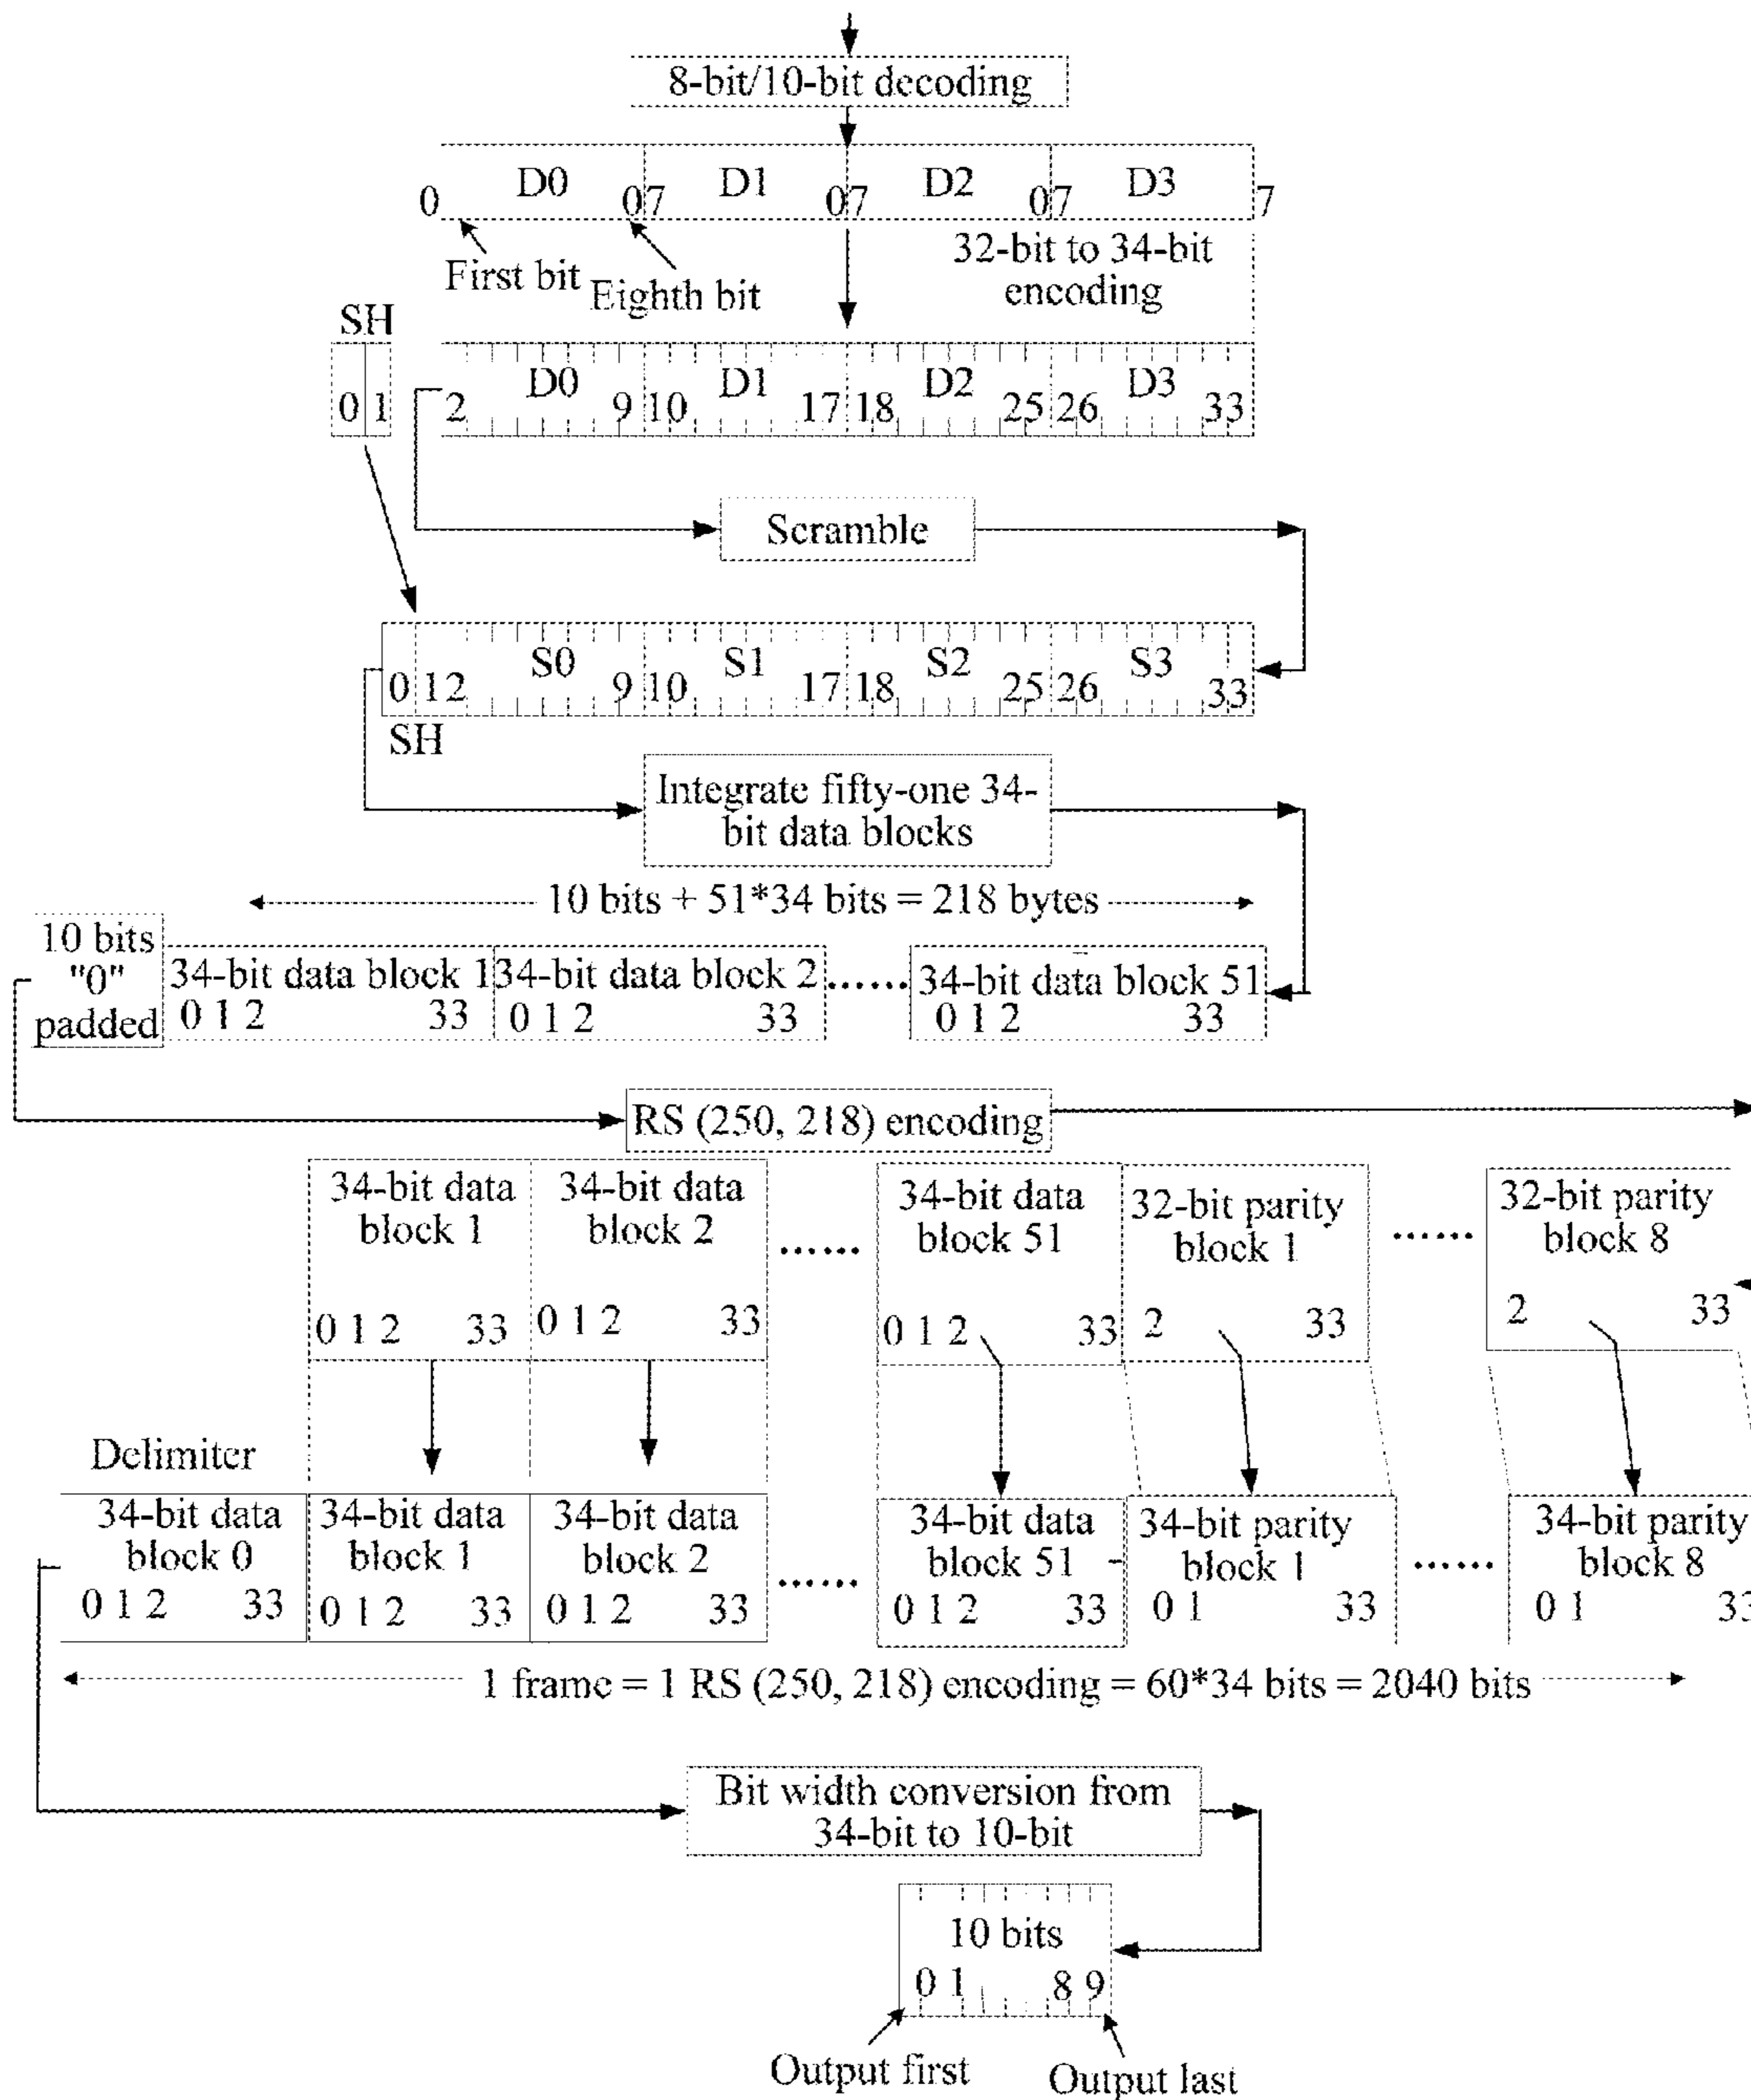 8-bit/10-bit decoding
D0 D1 D2 D3
0 07 07 07 7
First bit
Eighth bit
32-bit to 34-bit
encoding
SH
D0 D1 D2 D3
0 1 2 9 10 17 18 25 26 33
Scramble
S0 S1 S2 S3
0 12 9 10 17 18 25 26 33
SH
Integrate fifty-one 34-
bit data blocks
10 bits + 51*34 bits = 218 bytes
10 bits
"0"
padded
34-bit data block 1
0 1 2 33
34-bit data block 2
0 1 2 33
......
34-bit data block 51
0 1 2 33
RS (250, 218) encoding
34-bit data
block 1
0 1 2 33
34-bit data
block 2
0 1 2 33
......
34-bit data
block 51
0 1 2 33
32-bit parity
block 1
2 33
......
32-bit parity
block 8
2 33
Delimiter
34-bit data
block 0
0 1 2 33
34-bit data
block 1
0 1 2 33
34-bit data
block 2
0 1 2 33
......
34-bit data
block 51
0 1 2 33
34-bit parity
block 1
0 1 33
......
34-bit parity
block 8
0 1 33
1 frame = 1 RS (250, 218) encoding = 60*34 bits = 2040 bits
Bit width conversion from
34-bit to 10-bit
10 bits
0 1 8 9
Output first
Output last